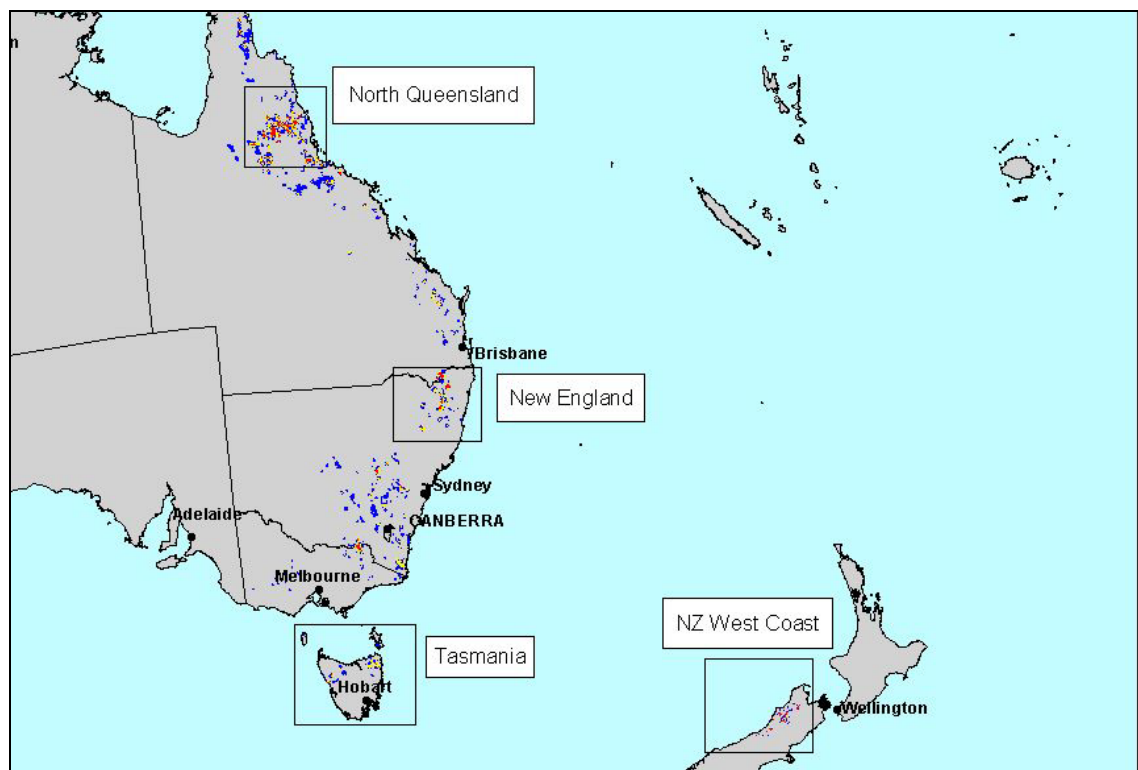 n
North Queensland
Brisbane
New England
Sydney
CANBERRA
Adelaide
Melbourne
NZ West Coast
Tasmania
Hobart
Wellington